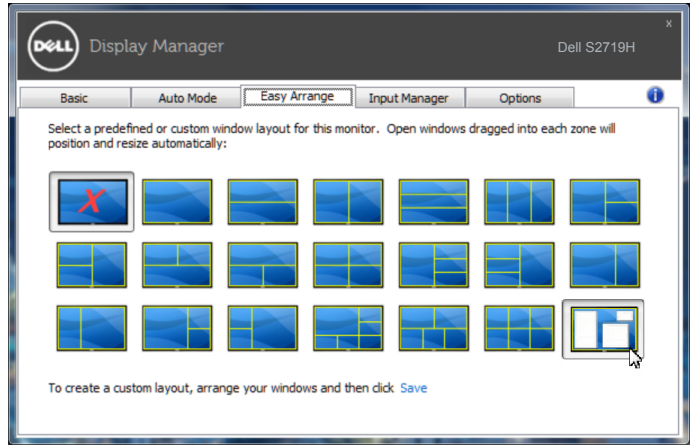 x
DELL Display Manager
Dell S2719H
Basic Auto Mode Easy Arrange Input Manager Options i
Select a predefined or custom window layout for this monitor. Open windows dragged into each zone will
position and resize automatically:
X
To create a custom layout, arrange your windows and then click Save